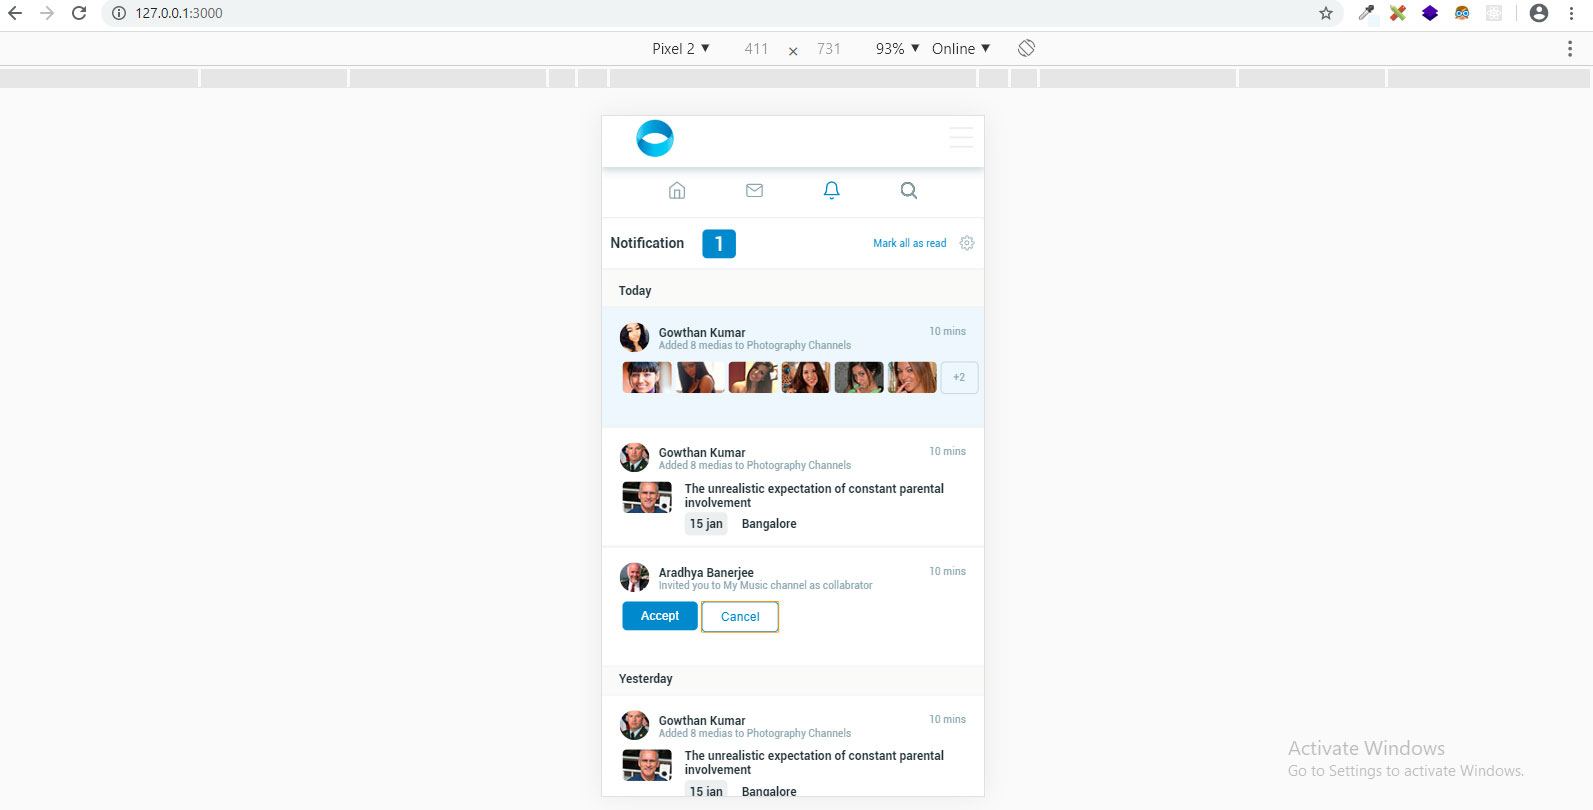 127.0.0.1:3000
Pixel 2 ▼ 411 × 731 93% ▼ Online ▼
Notification 1 Mark all as read
Today
Gowthan Kumar 10 mins
Added 8 medias to Photography Channels
+2
Gowthan Kumar 10 mins
Added 8 medias to Photography Channels
The unrealistic expectation of constant parental
involvement
15 jan Bangalore
Aradhya Banerjee 10 mins
Invited you to My Music channel as collabrator
Accept Cancel
Yesterday
Gowthan Kumar 10 mins
Added 8 medias to Photography Channels
The unrealistic expectation of constant parental
involvement
15 jan Bangalore
Activate Windows
Go to Settings to activate Windows.